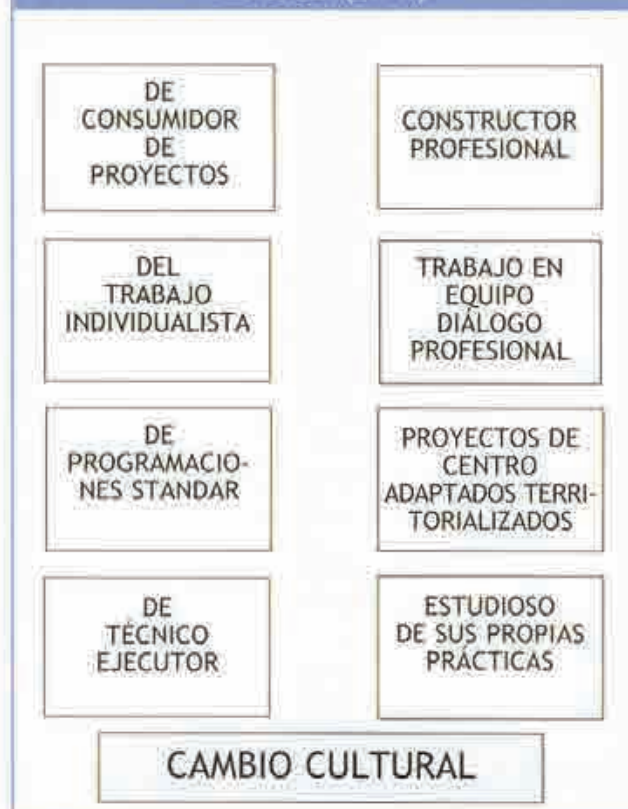 DE
CONSUMIDOR
DE
PROYECTOS
CONSTRUCTOR
PROFESIONAL
DEL
TRABAJO
INDIVIDUALISTA
TRABAJO EN
EQUIPO
DIÁLOGO
PROFESIONAL
DE
PROGRAMACIO-
NES STANDAR
PROYECTOS DE
CENTRO
ADAPTADOS TERRI-
TORIALIZADOS
DE
TÉCNICO
EJECUTOR
ESTUDIOSO
DE SUS PROPIAS
PRÁCTICAS
CAMBIO CULTURAL